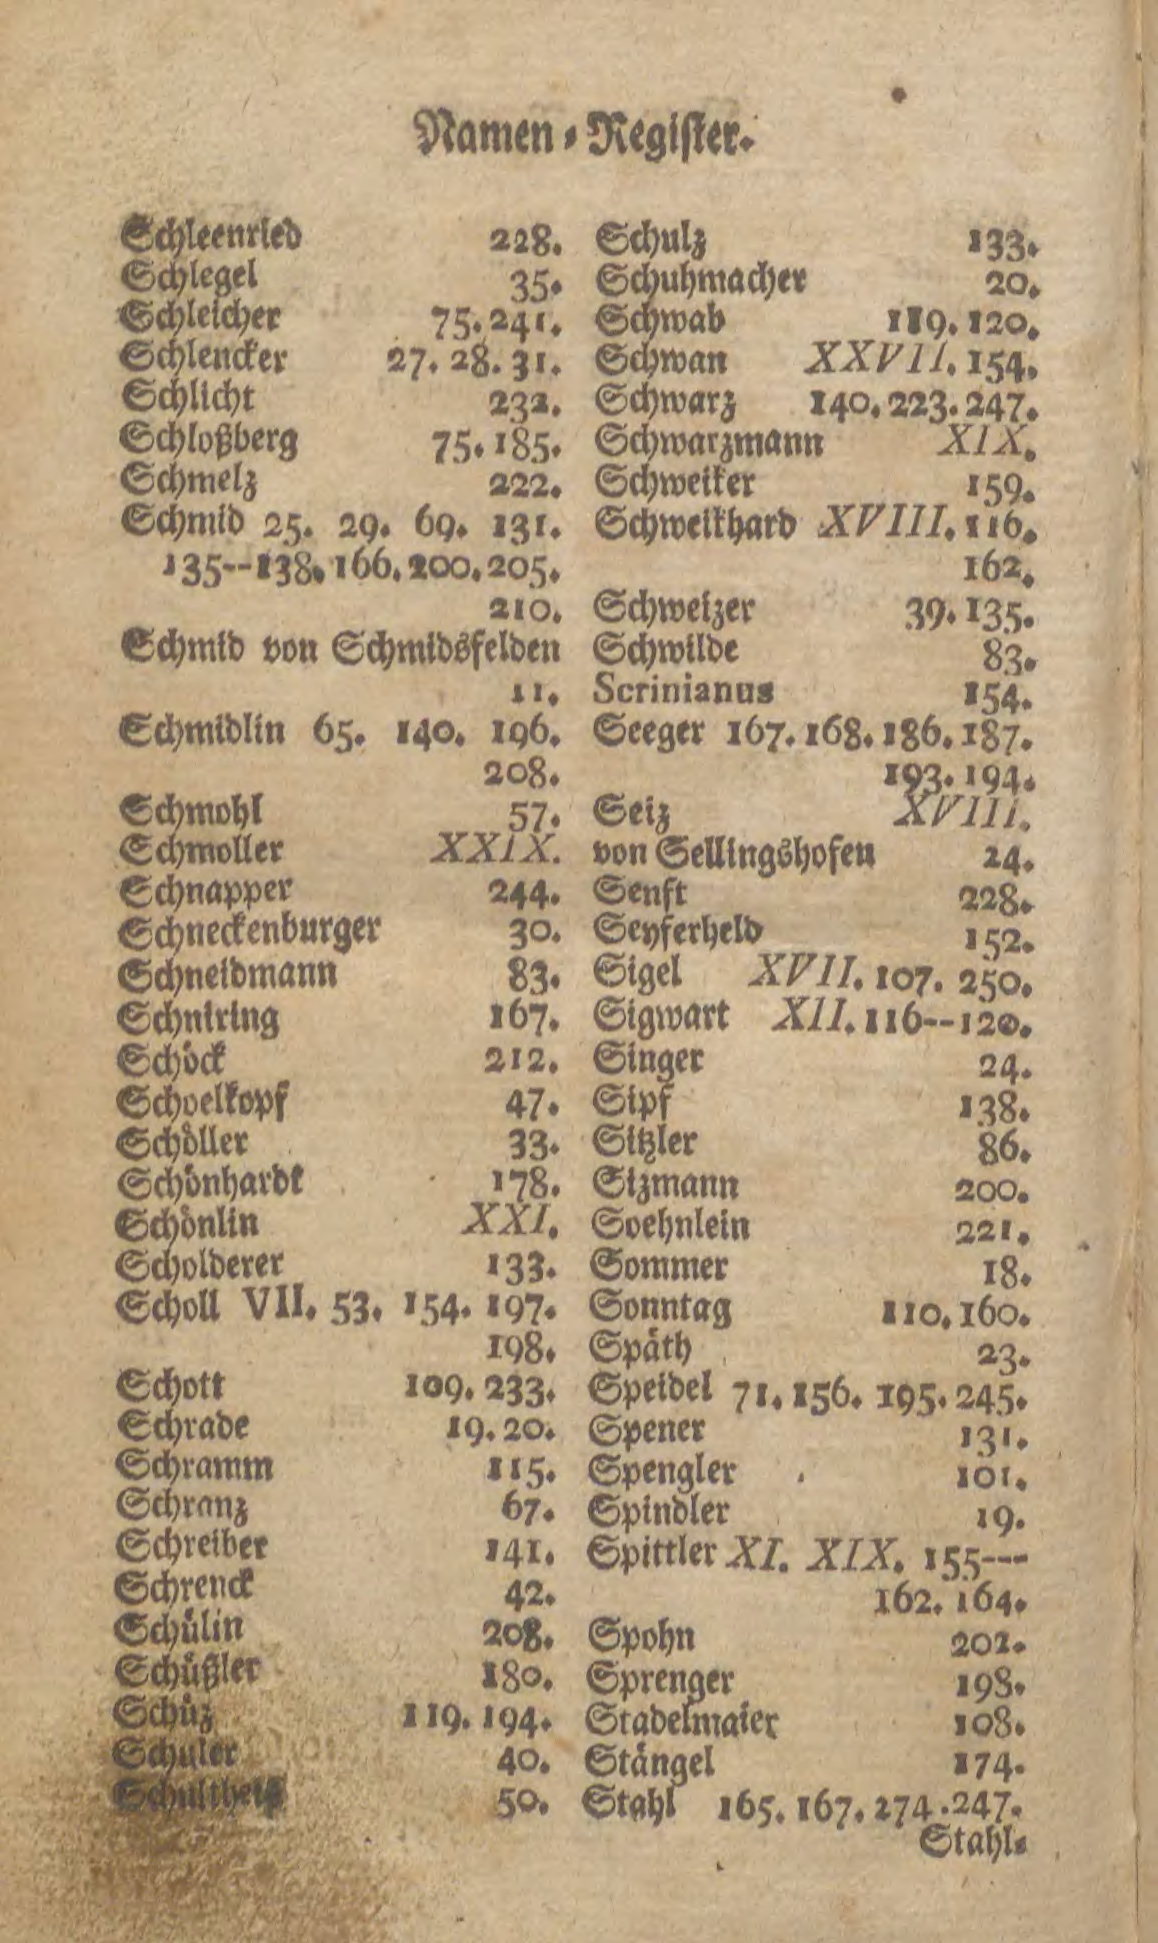 Namen-Register.
Schleenried 228.
Schlegel 35.
Schleicher 75. 241.
Schlencker 27. 28. 31.
Schlicht 232.
Schloßberg 75. 185.
Schmelz 222.
Schmid 25. 29. 69. 131.
135--138. 166. 200. 205.
210.
Schmid von Schmidsfelden
11.
Schmidlin 65. 140. 196.
208.
Schmohl 57.
Schmoller XXIX.
Schnapper 244.
Schneckenburger 30.
Schneidmann 83.
Schniring 167.
Schöck 212.
Schoelkopf 47.
Schöller 33.
Schönhardt 178.
Schönlin XXI.
Scholderer 133.
Scholl VII. 53. 154. 197.
198.
Schott 109. 233.
Schrade 19. 20.
Schramm 115.
Schranz 67.
Schreiber 141.
Schrenck 42.
Schülin 208.
Schüßler 180.
Schüz 119. 194.
Schuler 40.
Schultheiß 50.
Schulz 133.
Schuhmacher 20.
Schwab 119. 120.
Schwan XXVII. 154.
Schwarz 140. 223. 247.
Schwarzmann XIX.
Schweiker 159.
Schweikhard XVIII. 116.
162.
Schweizer 39. 135.
Schwilde 83.
Scrinianus 154.
Seeger 167. 168. 186. 187.
193. 194.
Seiz XVIII.
von Sellingshofen 24.
Senft 228.
Seyferheld 152.
Sigel XVII. 107. 250.
Sigwart XII. 116--120.
Singer 24.
Sipf 138.
Sitzler 86.
Sizmann 200.
Soehnlein 221.
Sommer 18.
Sonntag 110. 160.
Späth 23.
Speidel 71. 156. 195. 245.
Spener 131.
Spengler 101.
Spindler 19.
Spittler XI. XIX. 155---
162. 164.
Spohn 202.
Sprenger 198.
Stadelmaier 108.
Stängel 174.
Stahl 165. 167. 274. 247.
Stahl-